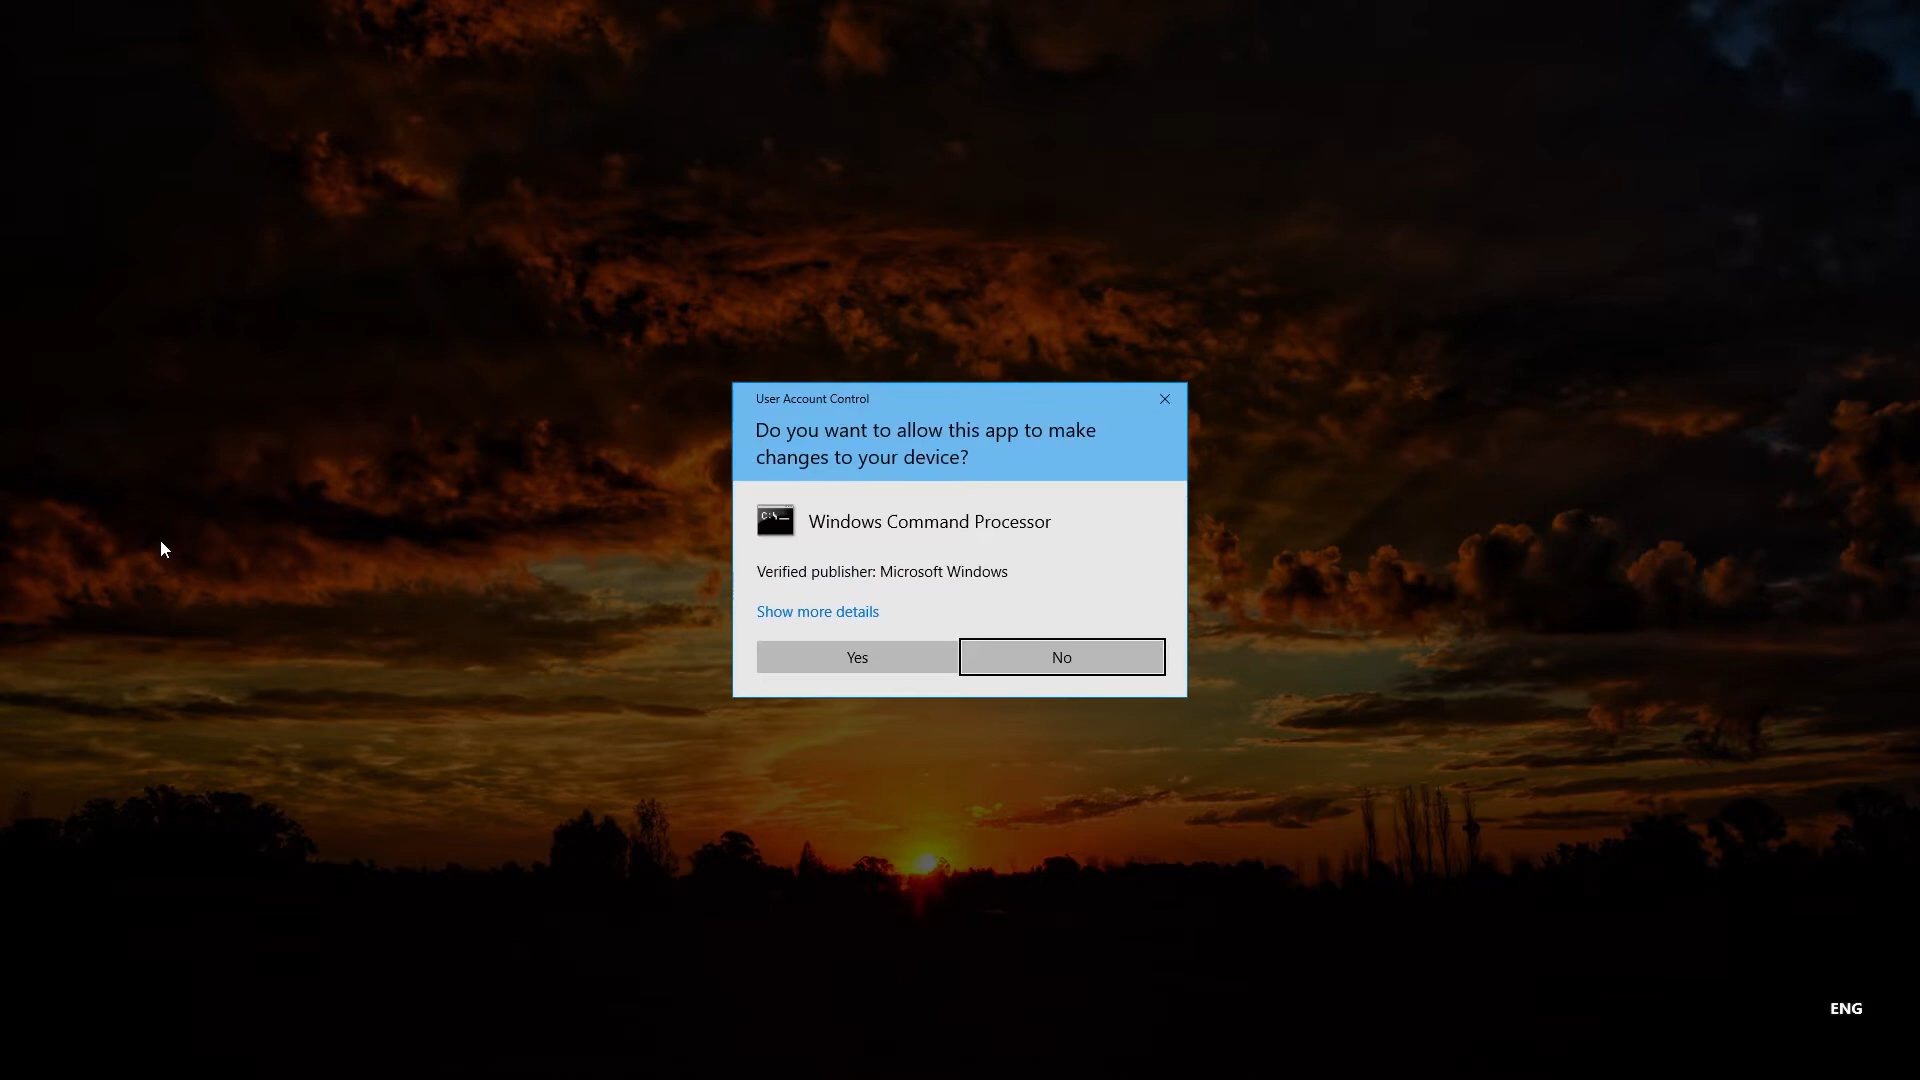 User Account Control
Do you want to allow this app to make
changes to your device?
C:\
Windows Command Processor
Verified publisher: Microsoft Windows
Show more details
Yes
No
ENG